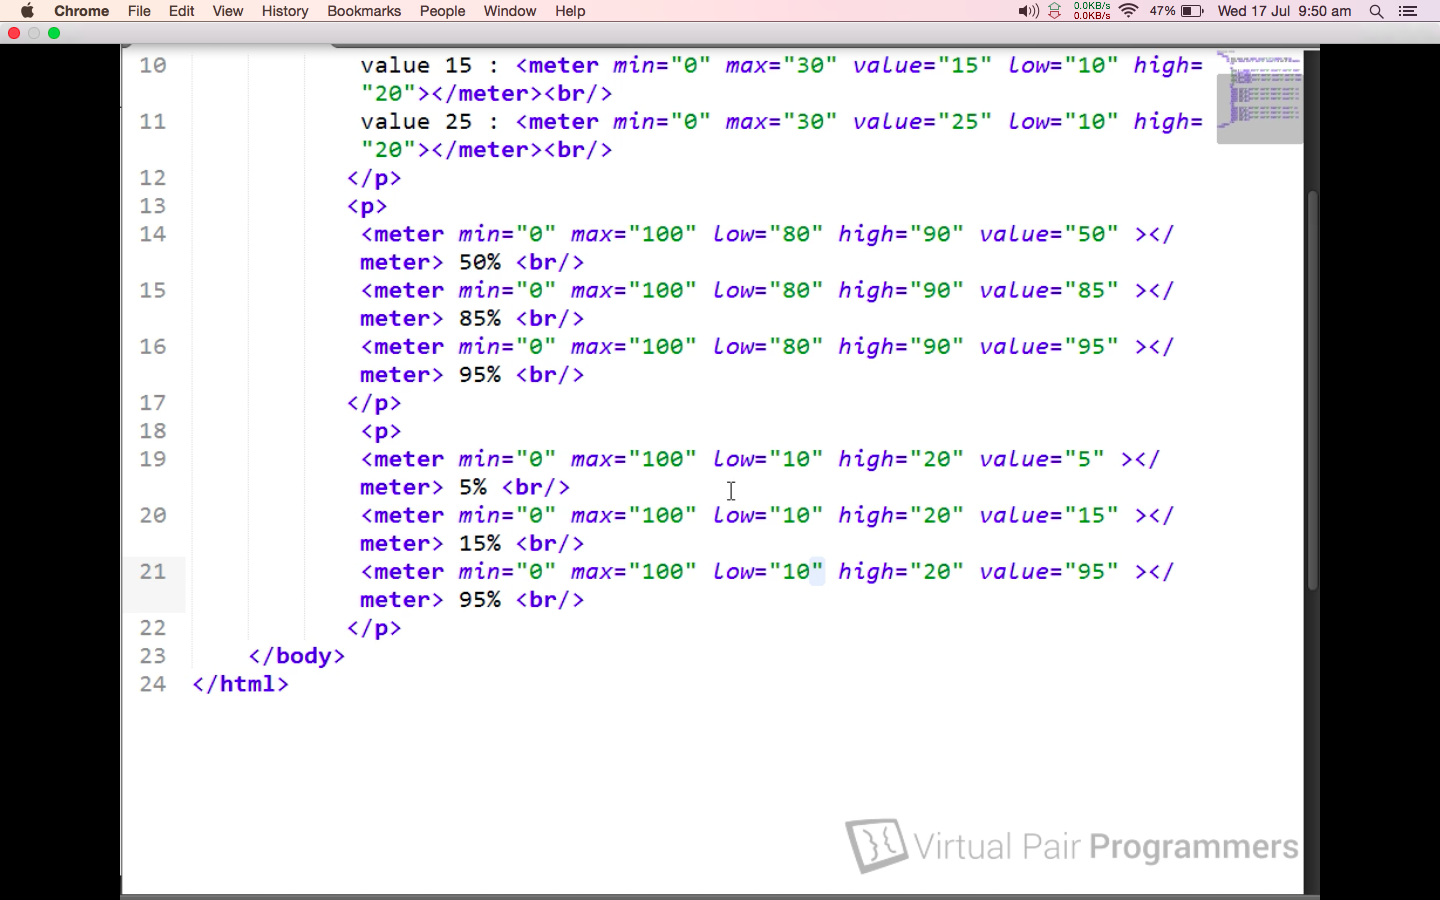 Chrome File Edit View History Bookmarks People Window Help 0.0KB/s 0.0KB/s 47% Wed 17 Jul 9:50 am
10 value 15 : <meter min="0" max="30" value="15" low="10" high=
"20"></meter><br/>
11 value 25 : <meter min="0" max="30" value="25" low="10" high=
"20"></meter><br/>
12 </p>
13 <p>
14 <meter min="0" max="100" low="80" high="90" value="50" ></
meter> 50% <br/>
15 <meter min="0" max="100" low="80" high="90" value="85" ></
meter> 85% <br/>
16 <meter min="0" max="100" low="80" high="90" value="95" ></
meter> 95% <br/>
17 </p>
18 <p>
19 <meter min="0" max="100" low="10" high="20" value="5" ></
meter> 5% <br/>
20 <meter min="0" max="100" low="10" high="20" value="15" ></
meter> 15% <br/>
21 <meter min="0" max="100" low="10" high="20" value="95" ></
meter> 95% <br/>
22 </p>
23 </body>
24 </html>
Virtual Pair Programmers